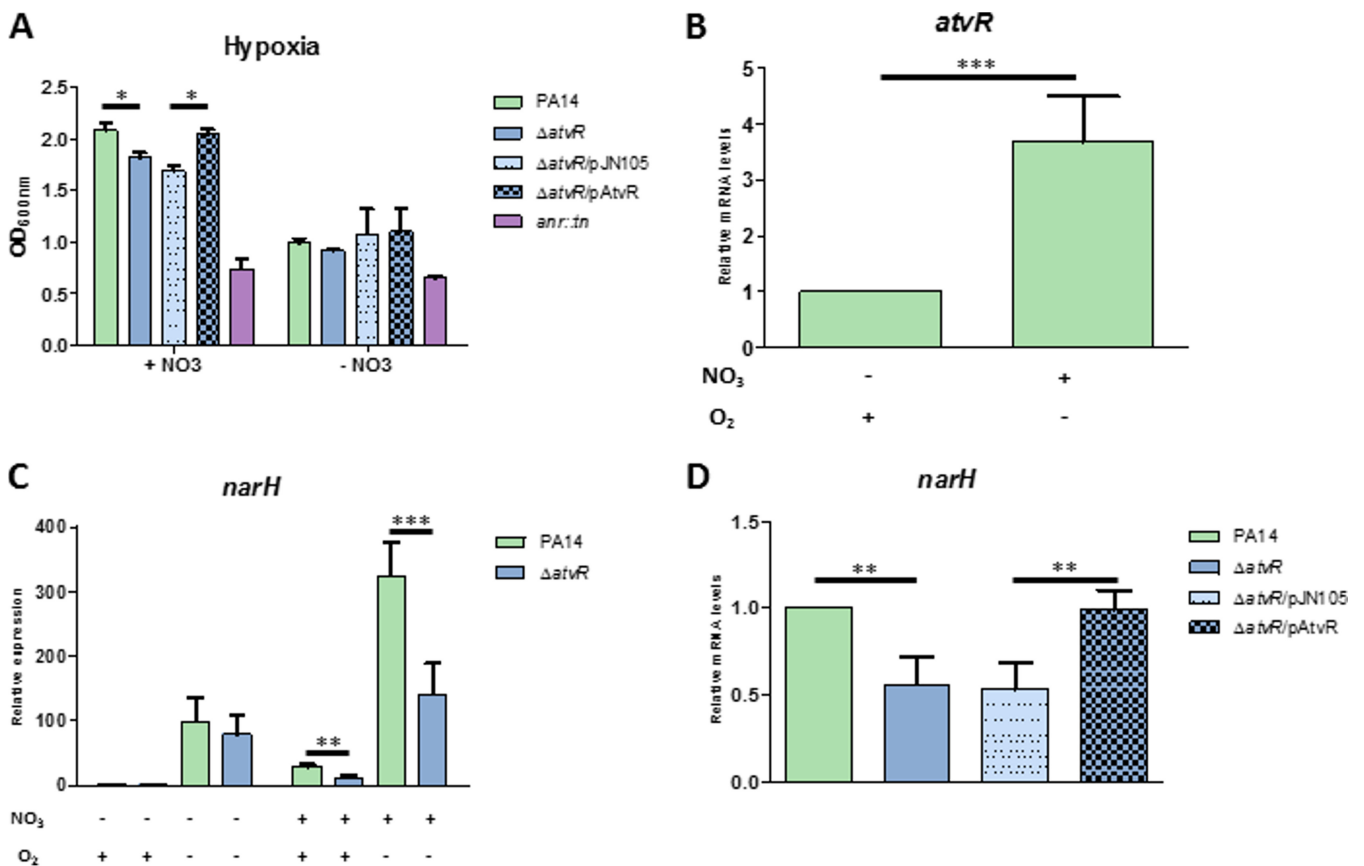 A
Hypoxia
OD600nm
2.5
2.0
1.5
1.0
0.5
0.0
* *
+ NO3 - NO3
PA14
ΔatvR
ΔatvR/pJN105
ΔatvR/pAtvR
anr::tn
B
atvR
Relative mRNA levels
5
4
3
2
1
0
***
NO3 - +
O2 + -
C
narH
Relative expression
400
300
200
100
0
** ***
NO3 - - - - + + + +
O2 + + - - + + - -
PA14
ΔatvR
D
narH
Relative mRNA levels
1.5
1.0
0.5
0.0
** **
PA14
ΔatvR
ΔatvR/pJN105
ΔatvR/pAtvR